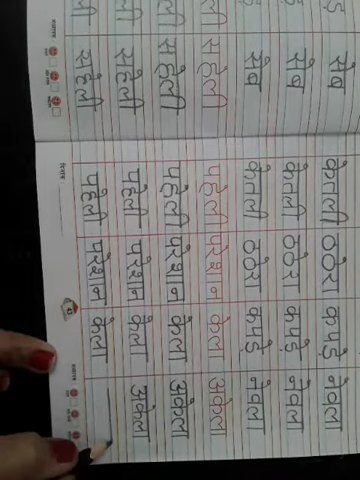 सेब
सेब
सेब
सहेली
सहेली
सहेली
सहेली
केतली ठठेरा कपड़े नेवला
केतली ठठेरा कपड़े नेवला
केतली ठठेरा कपड़े नेवला
पहेली परेशान केला अकेला
पहेली परेशान केला अकेला
पहेली परेशान केला अकेला
पहेली परेशान केला